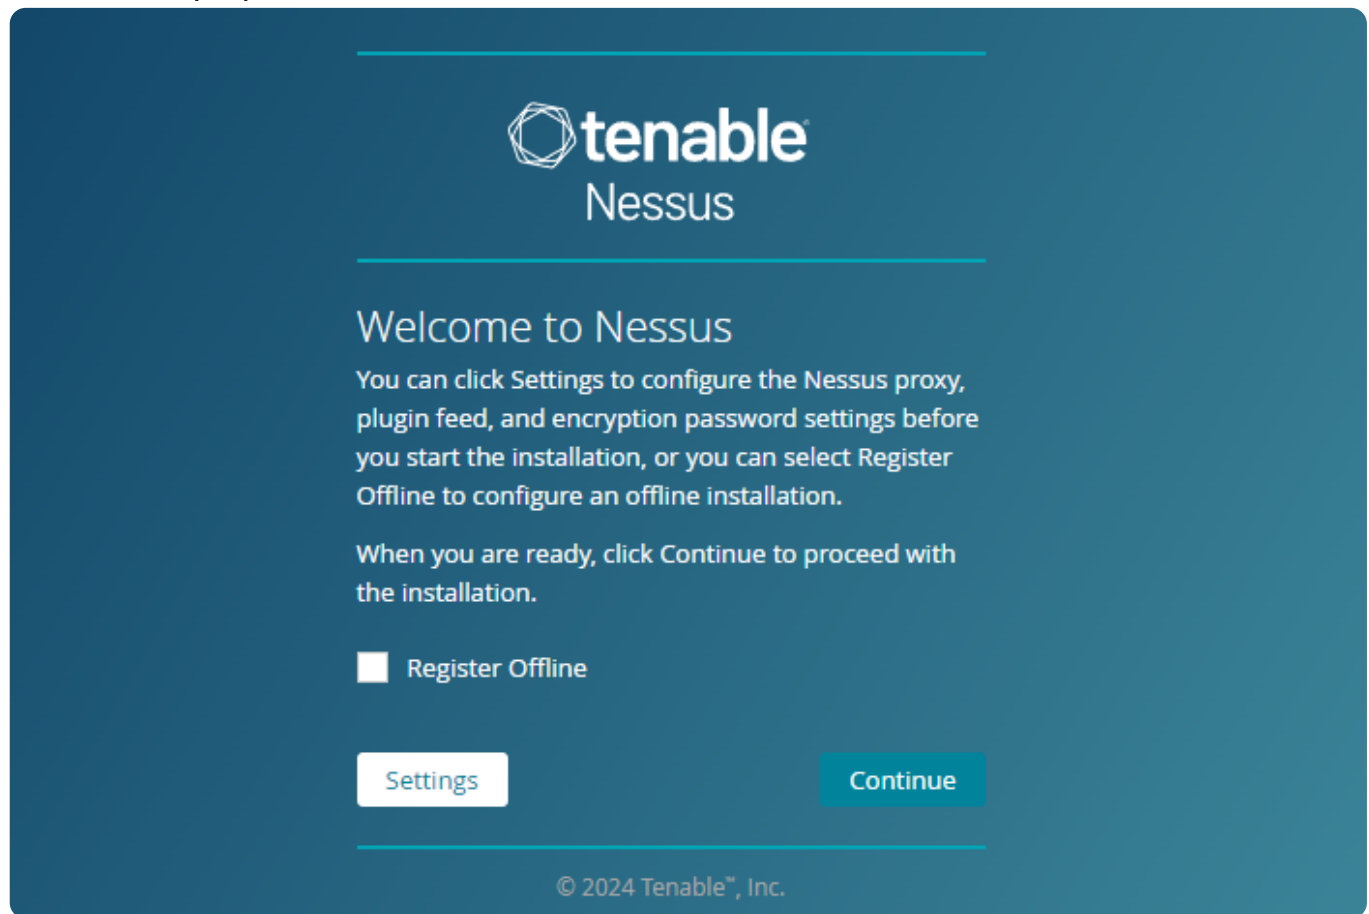 tenable
Nessus
Welcome to Nessus
You can click Settings to configure the Nessus proxy,
plugin feed, and encryption password settings before
you start the installation, or you can select Register
Offline to configure an offline installation.
When you are ready, click Continue to proceed with
the installation.
Register Offline
Settings
Continue
© 2024 Tenable™, Inc.